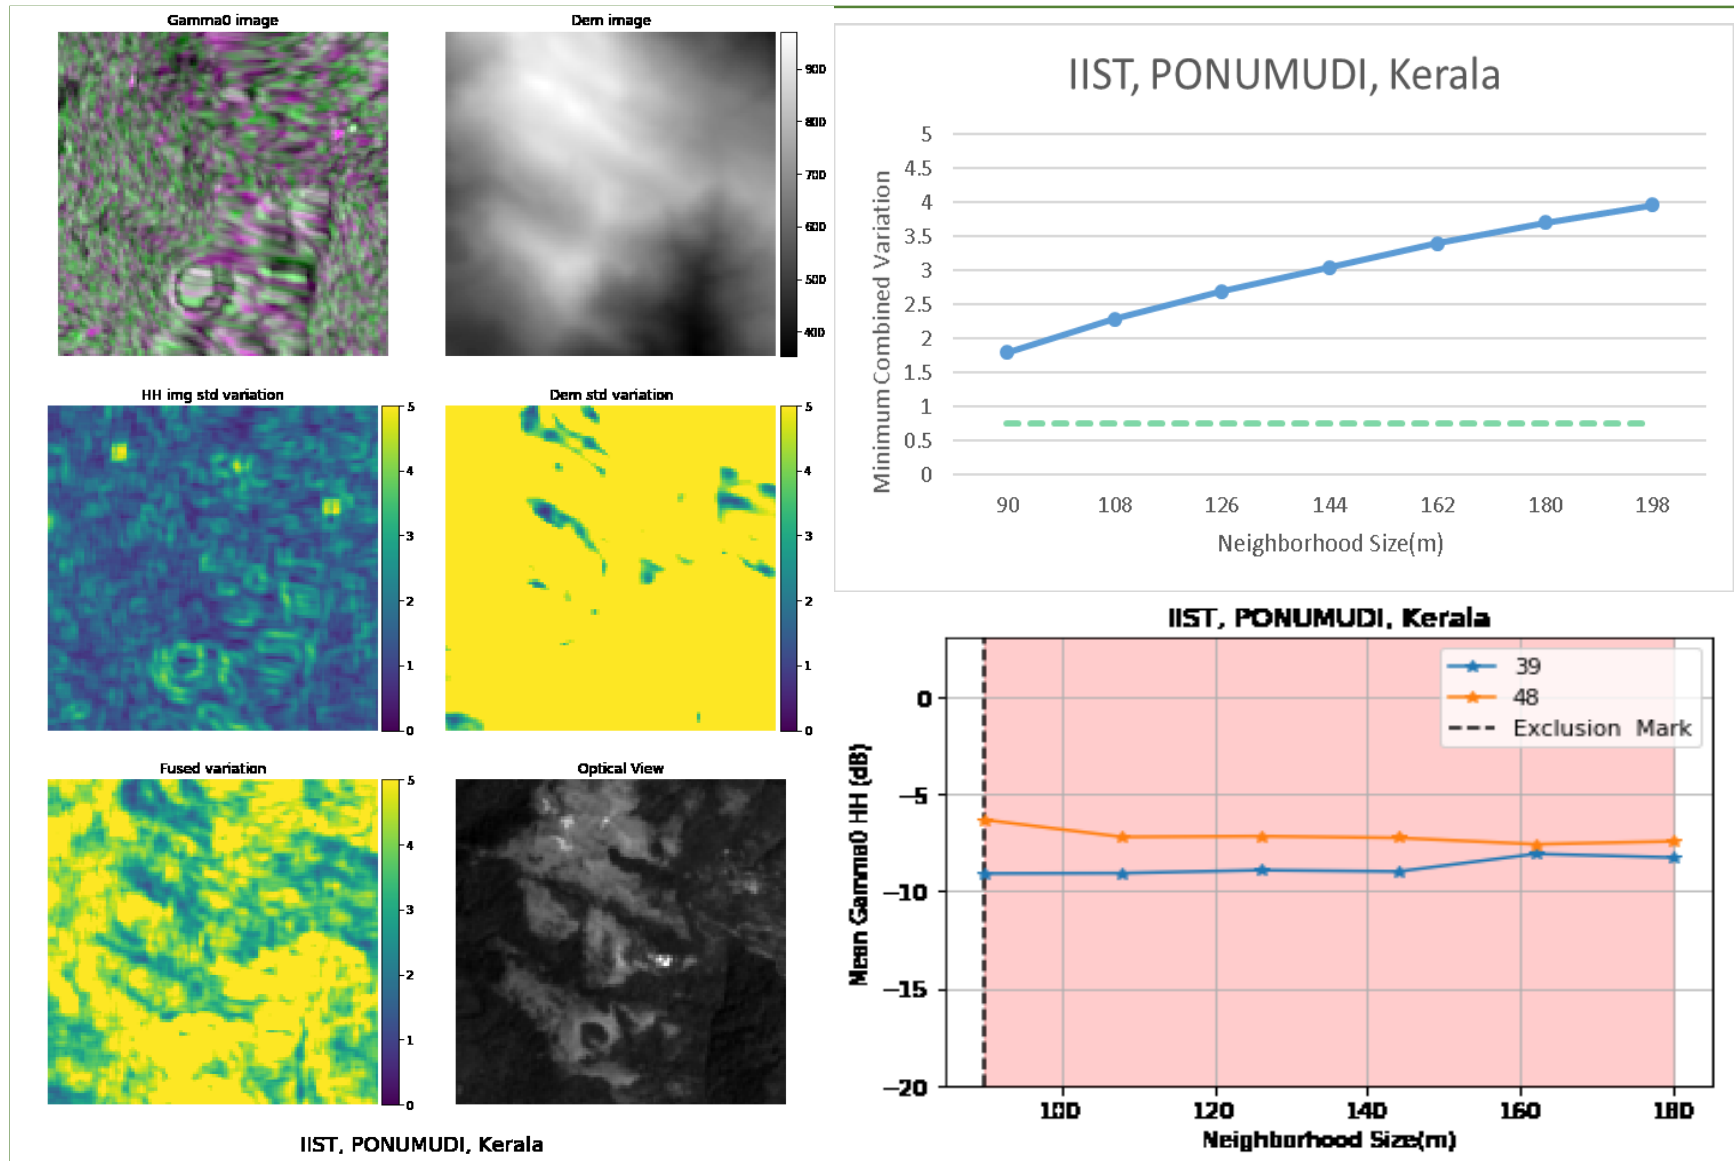 Gamma0 image
Dem image
900
800
700
600
500
400
HH img std variation
5
4
3
2
1
0
Dem std variation
5
4
3
2
1
0
Fused variation
5
4
3
2
1
0
Optical View
IIST, PONUMUDI, Kerala
IIST, PONUMUDI, Kerala
Minimum Combined Variation
5
4.5
4
3.5
3
2.5
2
1.5
1
0.5
0
90 108 126 144 162 180 198
Neighborhood Size(m)
IIST, PONUMUDI, Kerala
39
48
Exclusion Mark
Mean Gamma0 HH (dB)
0
−5
−10
−15
−20
100 120 140 160 180
Neighborhood Size(m)